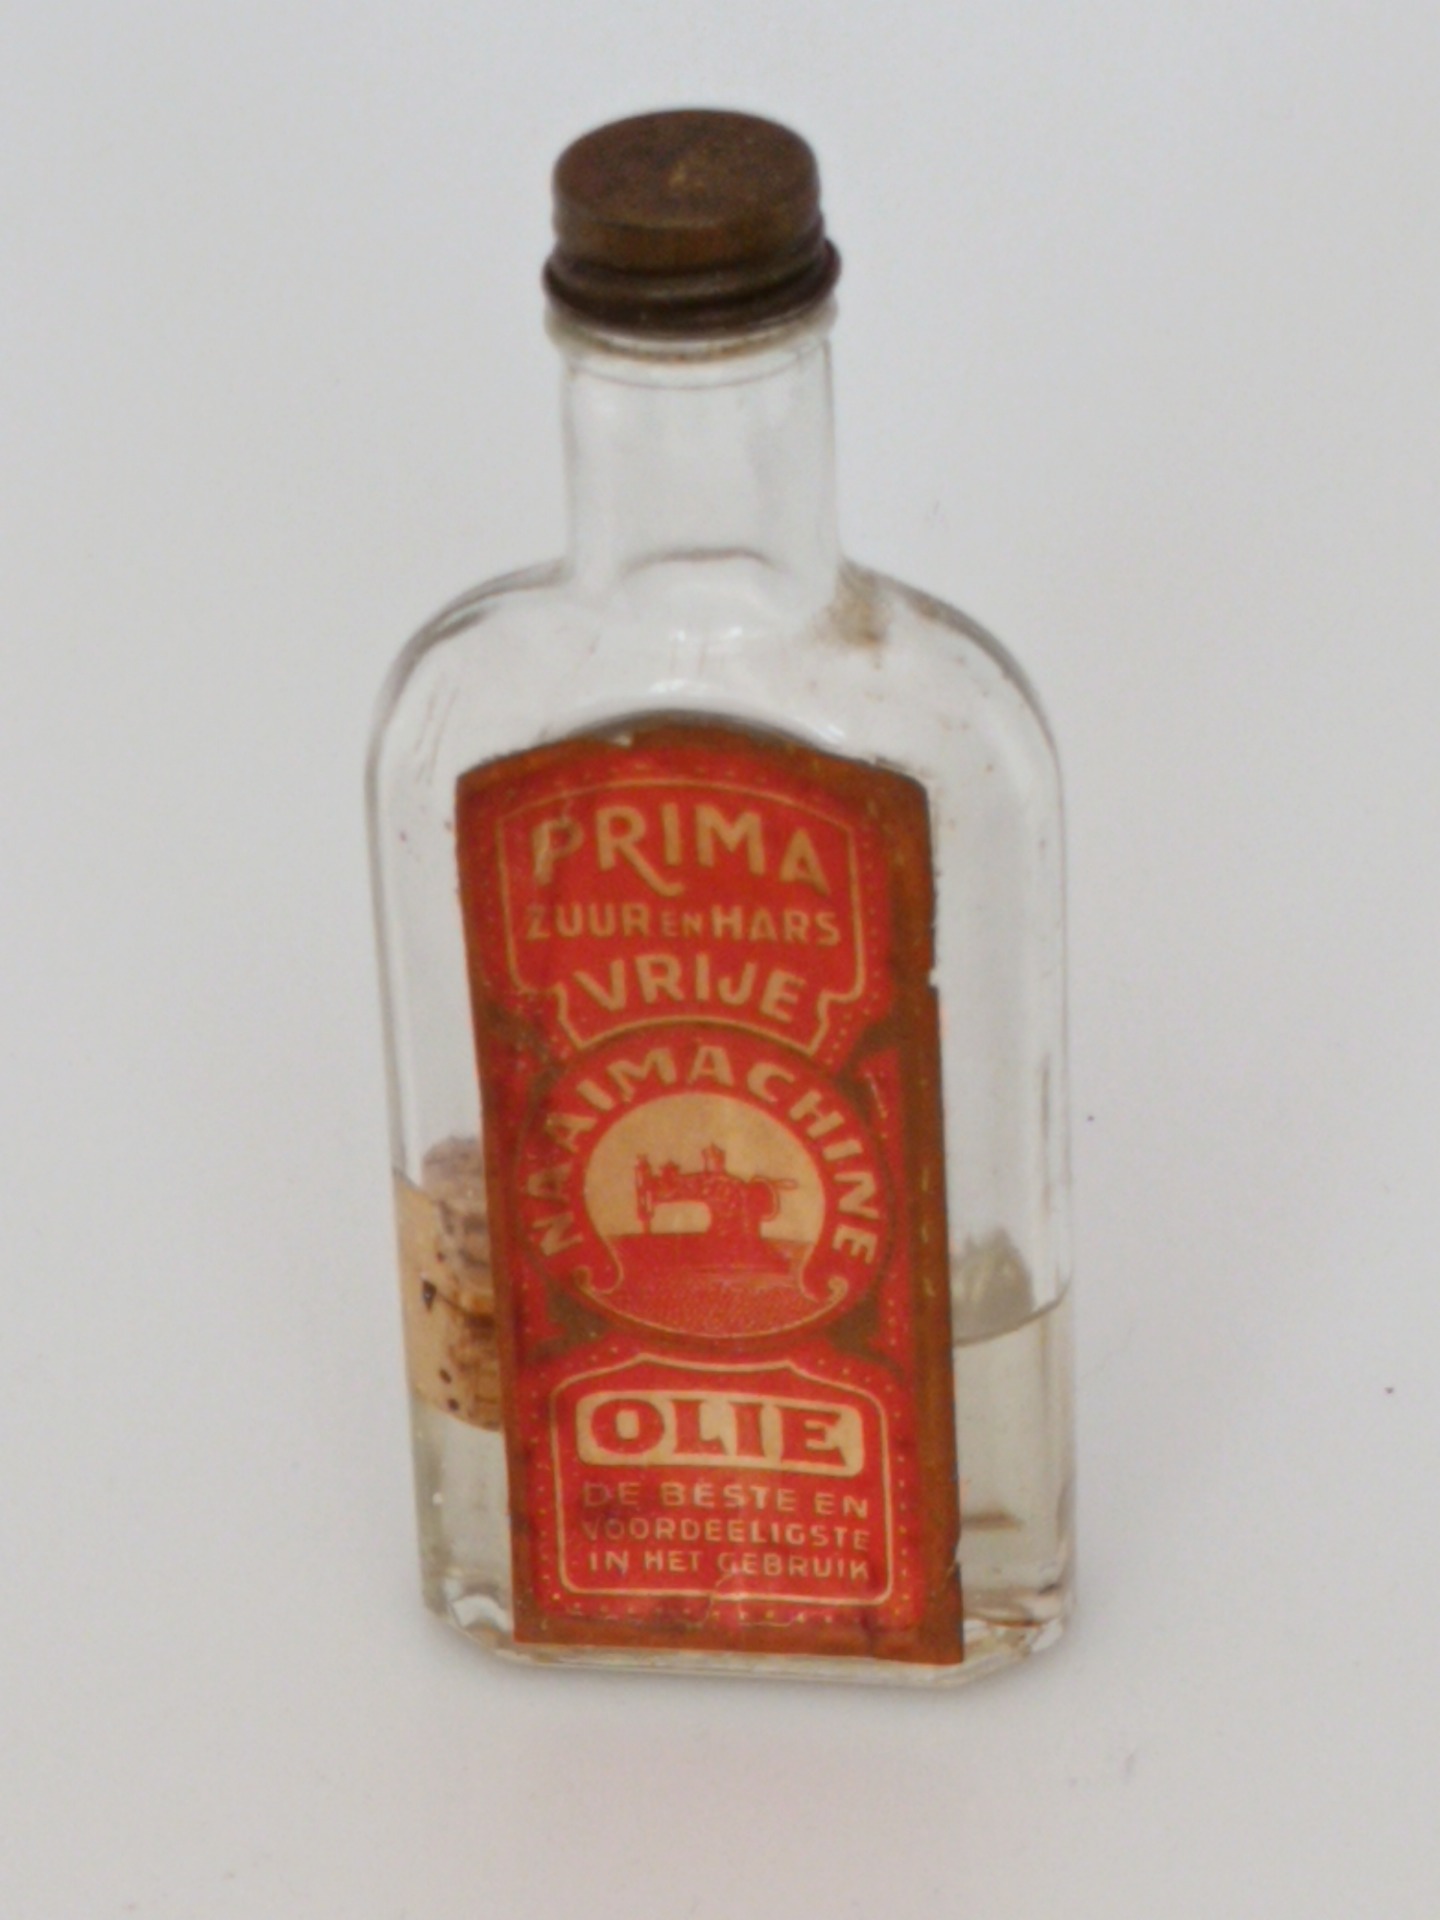 PRIMA
ZUUR EN HARS
VRIJE
NAAIMACHINE
OLIE
DE BESTE EN
VOORDEELIGSTE
IN HET GEBRUIK